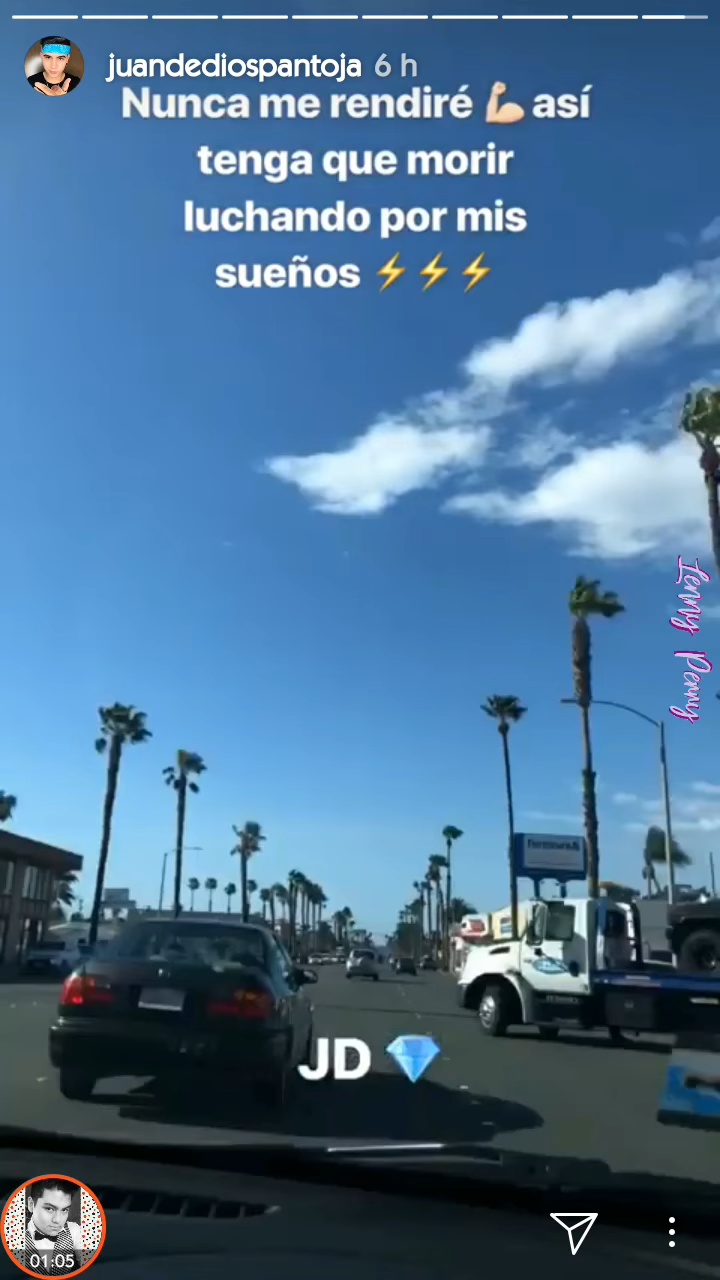 juandediospantoja 6 h
Nunca me rendiré 💪🏻 así
tenga que morir
luchando por mis
sueños ⚡⚡⚡
Lenny Penny
JD 💎
01:05